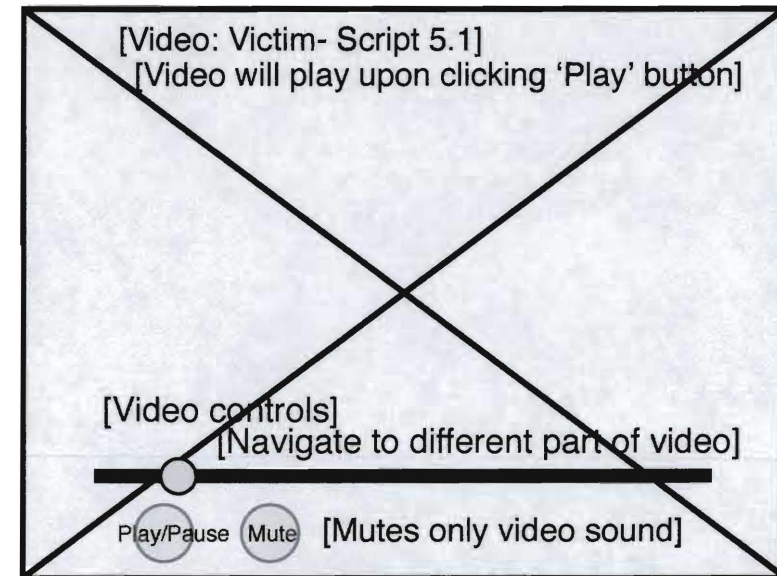 [Video: Victim- Script 5.1]
[Video will play upon clicking ‘Play’ button]
[Video controls]
[Navigate to different part of video]
Play/Pause Mute [Mutes only video sound]